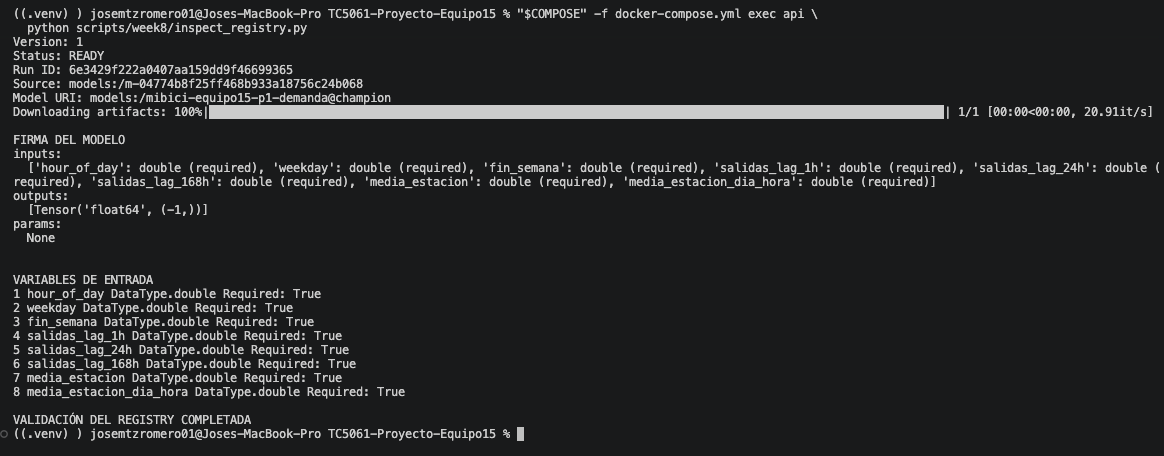 ((.venv) ) josemtzromero01@Joses-MacBook-Pro TC5061-Proyecto-Equipo15 % "$COMPOSE" -f docker-compose.yml exec api \
  python scripts/week8/inspect_registry.py
Version: 1
Status: READY
Run ID: 6e3429f222a0407aa159dd9f46699365
Source: models:/m-04774b8f25ff468b933a18756c24b068
Model URI: models:/mibici-equipo15-p1-demanda@champion
Downloading artifacts: 100%| | 1/1 [00:00<00:00, 20.91it/s]
FIRMA DEL MODELO
inputs:
  ['hour_of_day': double (required), 'weekday': double (required), 'fin_semana': double (required), 'salidas_lag_1h': double (required), 'salidas_lag_24h': double (
required), 'salidas_lag_168h': double (required), 'media_estacion': double (required), 'media_estacion_dia_hora': double (required)]
outputs:
  [Tensor('float64', (-1,))]
params:
  None
VARIABLES DE ENTRADA
1 hour_of_day DataType.double Required: True
2 weekday DataType.double Required: True
3 fin_semana DataType.double Required: True
4 salidas_lag_1h DataType.double Required: True
5 salidas_lag_24h DataType.double Required: True
6 salidas_lag_168h DataType.double Required: True
7 media_estacion DataType.double Required: True
8 media_estacion_dia_hora DataType.double Required: True
VALIDACIÓN DEL REGISTRY COMPLETADA
((.venv) ) josemtzromero01@Joses-MacBook-Pro TC5061-Proyecto-Equipo15 %